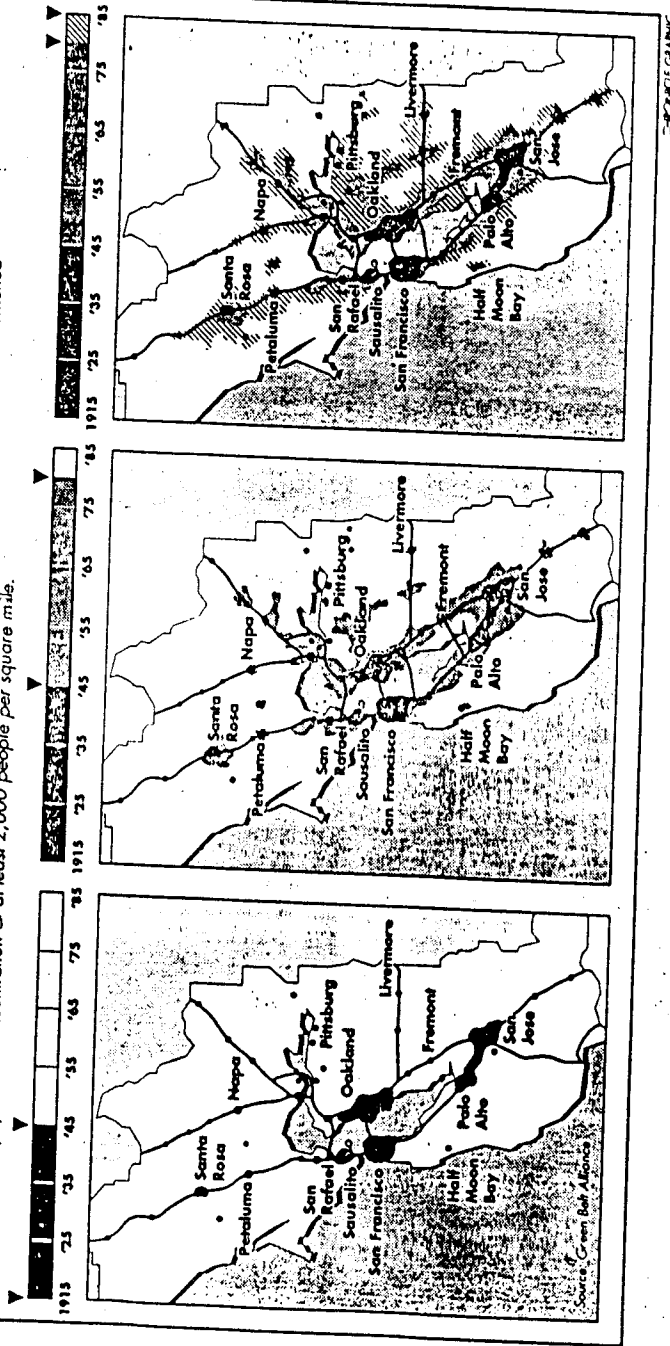 least 2,000 people per square mile.
1915 '25 '35 '45 '55 '65 '75 '85
Santa
Rosa
Napa
Petaluma
Pittsburg
San
Rafael
Oakland
Sausalito
San Francisco
Livermore
Fremont
Half
Moon
Bay
Palo
Alto
San
Jose
Source: Green Belt Alliance
1915 '25 '35 '45 '55 '65 '75 '85
Santa
Rosa
Napa
Petaluma
Pittsburg
San
Rafael
Oakland
Sausalito
San Francisco
Livermore
Fremont
Half
Moon
Bay
Palo
Alto
San
Jose
1915 '25 '35 '45 '55 '65 '75 '85
Santa
Rosa
Napa
Petaluma
Pittsburg
San
Rafael
Oakland
Sausalito
San Francisco
Livermore
Fremont
Half
Moon
Bay
Palo
Alto
San
Jose
CHRONICLE GRAPHIC